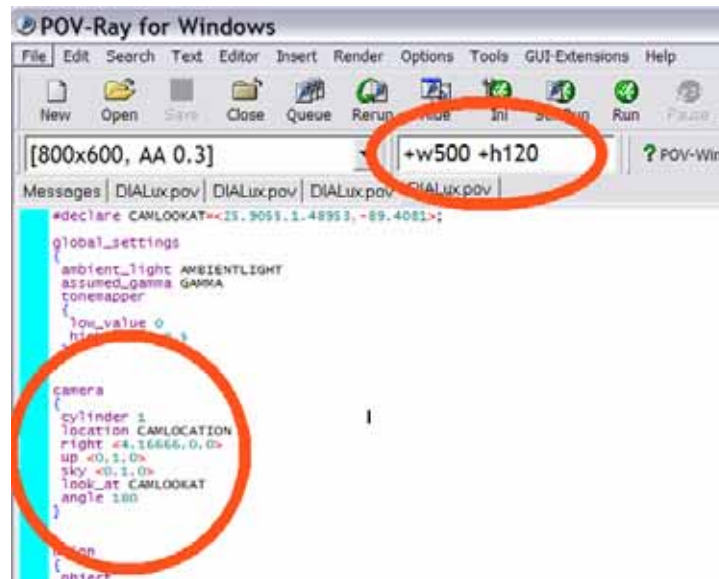 POV-Ray for Windows
File Edit Search Text Editor Insert Render Options Tools GUI-Extensions Help
New Open Save Close Queue Rerun Ini Run Pause
[800x600, AA 0.3] +w500 +h120 ? POV-Win
Messages DIALux.pov DIALux.pov DIALux.pov DIALux.pov
#declare CAMLOOKAT=<25.9055,1.48953,-89.4081>;
global_settings
{
ambient_light AMBIENTLIGHT
assumed_gamma GAMMA
tonemapper
{
low_value 0
camera
{
cylinder 1
location CAMLOCATION
right <4.16666,0,0>
up <0,1,0>
sky <0,1,0>
look_at CAMLOOKAT
angle 180
}
{
object